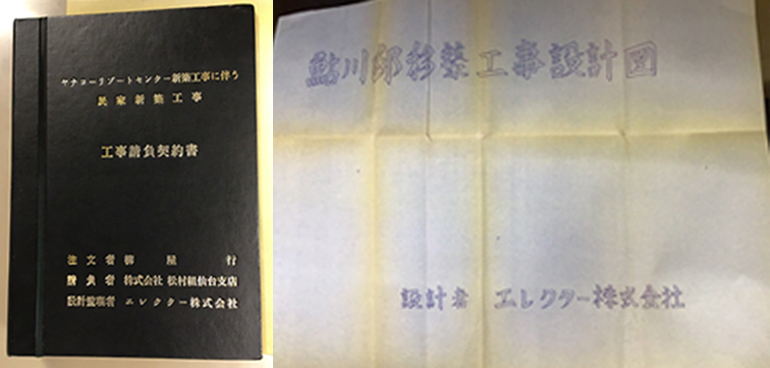 ヤナコーリゾートセンター新築工事に伴う
民家新築工事
工事請負契約書
注文者 柳屋 行
請負者 株式会社 松村組仙台支店
設計監理者 エレクター株式会社
鮎川邸移築工事設計図
設計者 エレクター株式会社